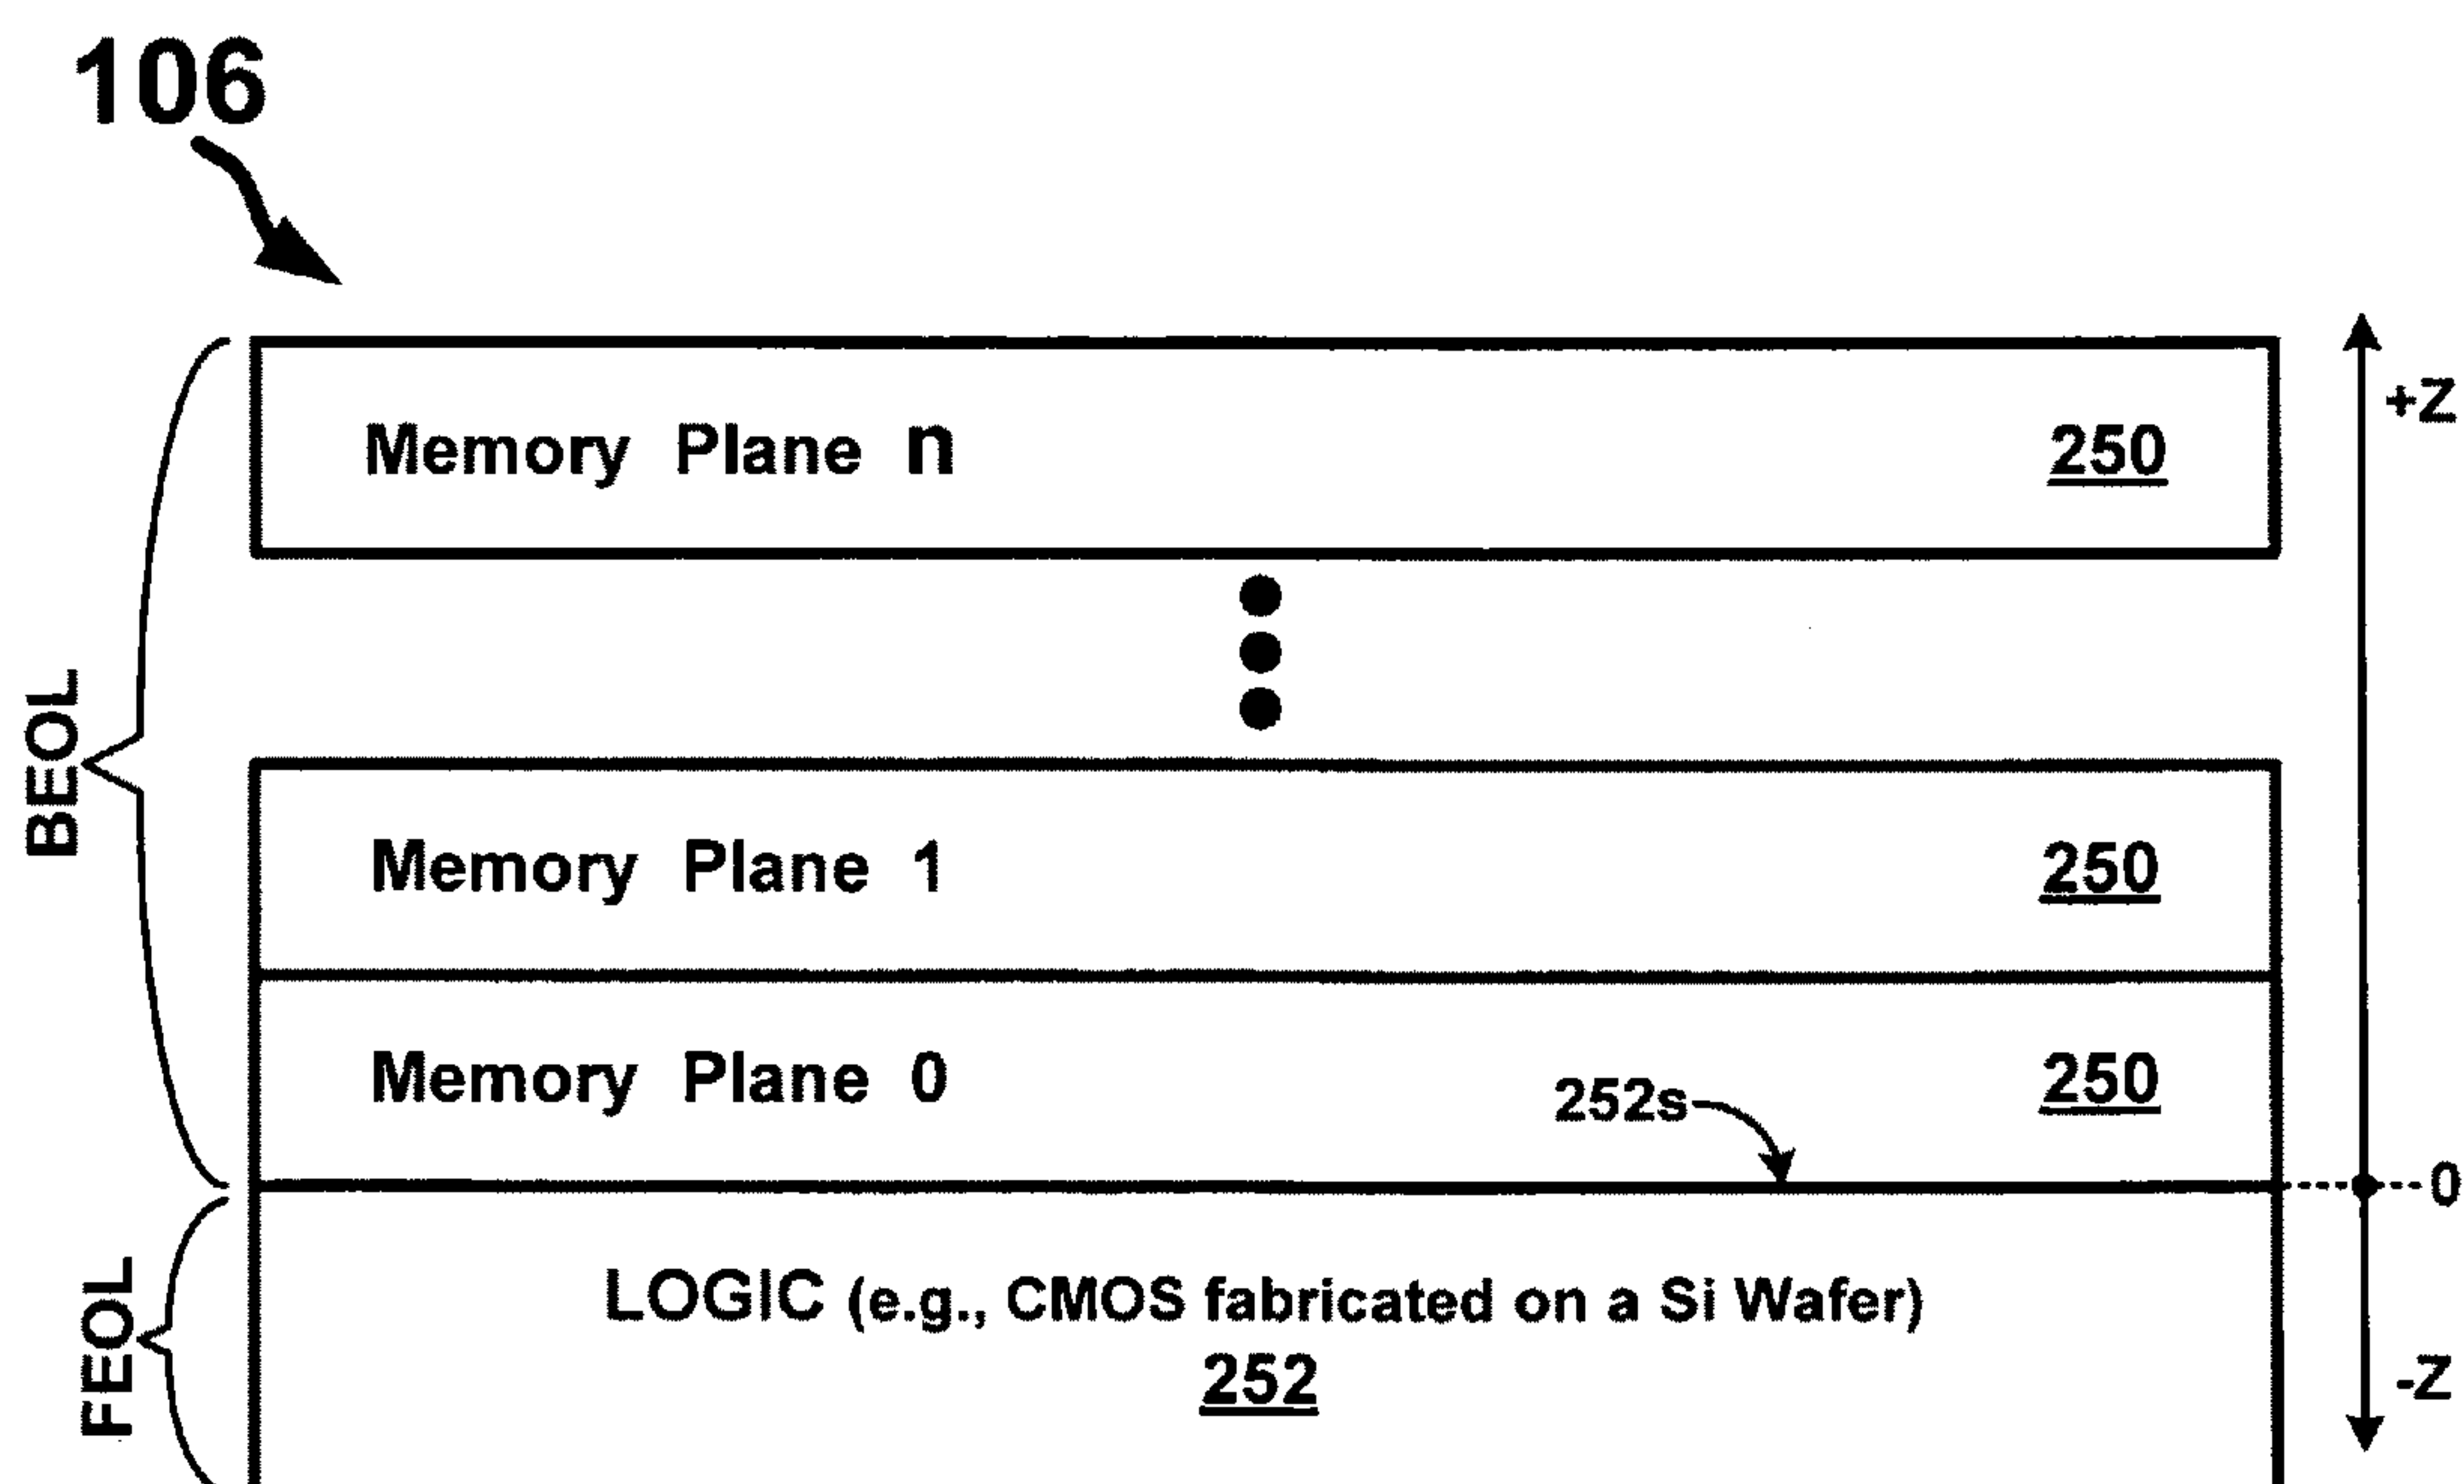 106
+Z
Memory Plane n 250
BEOL
Memory Plane 1 250
Memory Plane 0 250
252s
0
LOGIC (e.g., CMOS fabricated on a Si Wafer)
252
FEOL
-Z